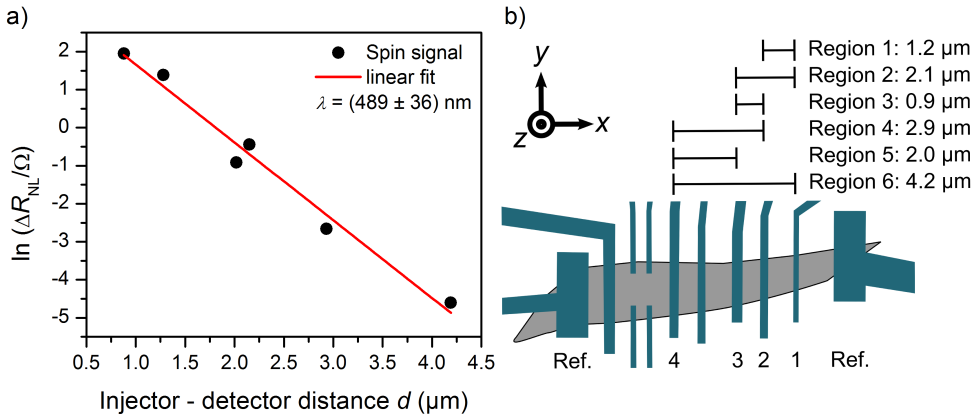 a)
2
1
0
-1
-2
-3
-4
-5
ln (ΔR_NL/Ω)
Spin signal
linear fit
λ = (489 ± 36) nm
0.5 1.0 1.5 2.0 2.5 3.0 3.5 4.0 4.5
Injector - detector distance d (µm)
b)
y
x
z
Region 1: 1.2 µm
Region 2: 2.1 µm
Region 3: 0.9 µm
Region 4: 2.9 µm
Region 5: 2.0 µm
Region 6: 4.2 µm
Ref. 4 3 2 1 Ref.